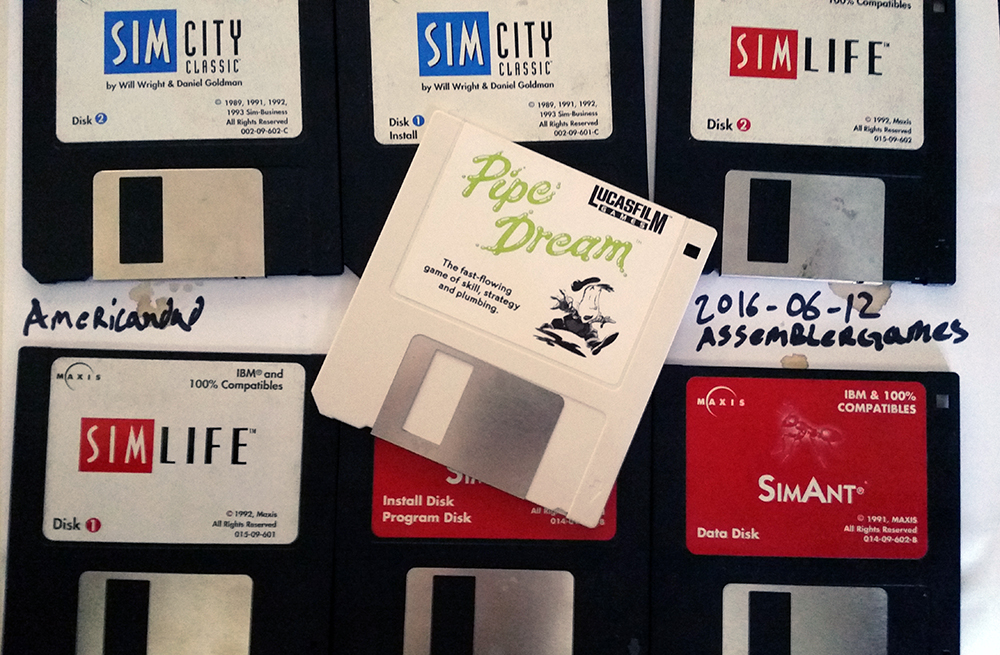 SIM CITY
CLASSIC
by Will Wright & Daniel Goldman
© 1989, 1991, 1992,
1993 Sim-Business
All Rights Reserved
002-09-602-C
Disk 2
SIM CITY
CLASSIC
by Will Wright & Daniel Goldman
© 1989, 1991, 1992,
1993 Sim-Business
All Rights Reserved
002-09-601-C
Disk 1
Install
100% Compatibles
SIMLIFE™
© 1992, Maxis
All Rights Reserved
015-09-602
Disk 2
Pipe
Dream™
LUCASFILM™
GAMES
The fast-flowing
game of skill, strategy
and plumbing.
Americandad
2016-06-12
ASSEMBLERGAMES
MAXIS
IBM® and
100% Compatibles
SIMLIFE™
Disk 1
© 1992, Maxis
All Rights Reserved
015-09-601
Install Disk
Program Disk
MAXIS
IBM & 100%
COMPATIBLES
SIMANT®
© 1991, MAXIS
All Rights Reserved
014-09-602-B
Data Disk